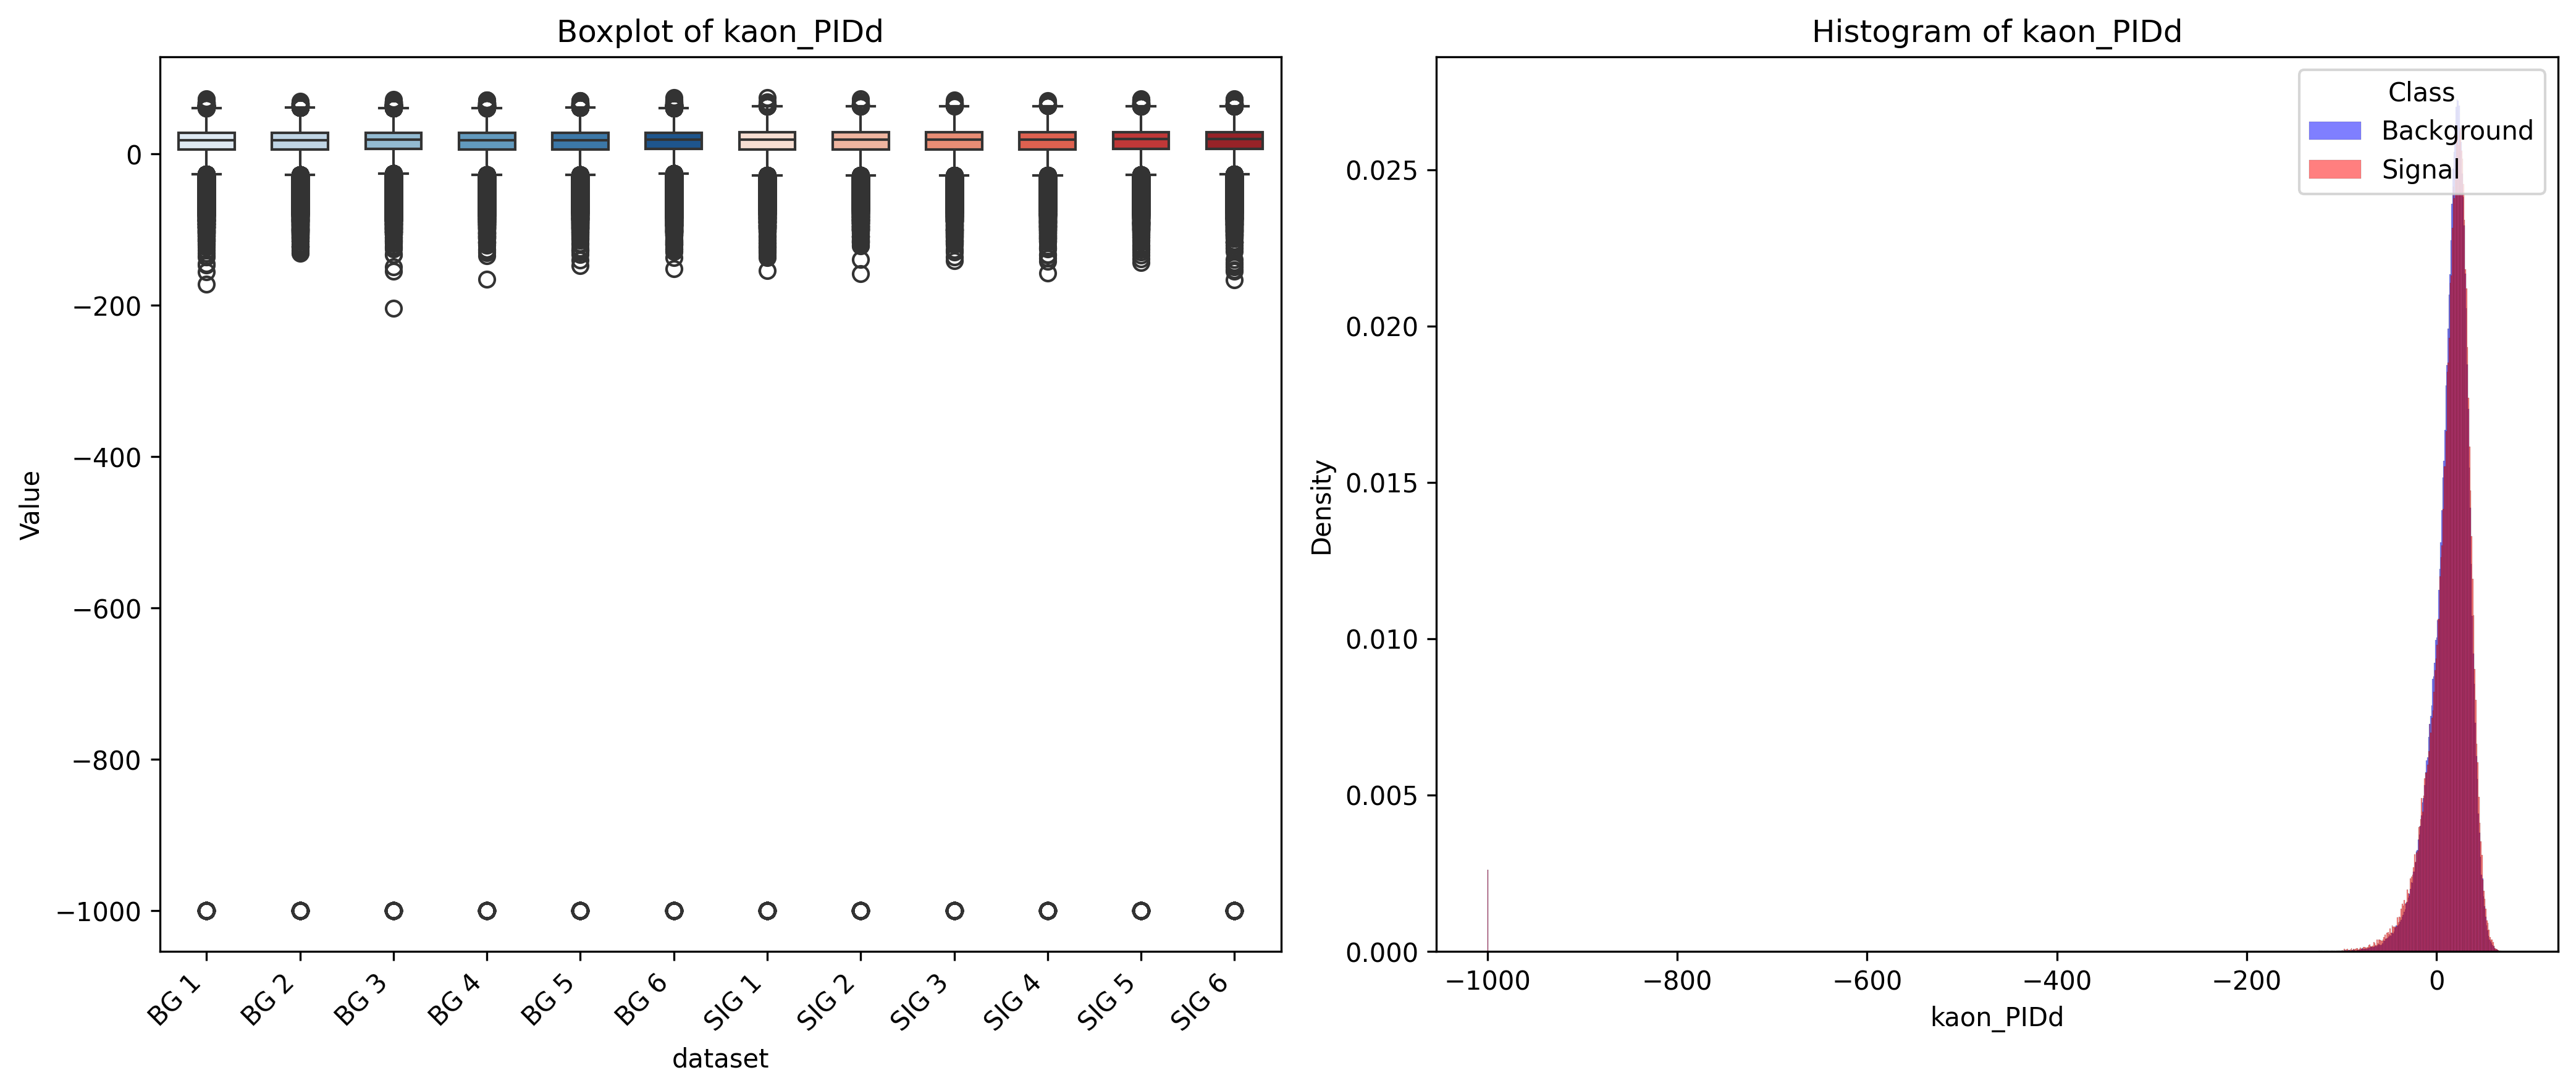 Boxplot of kaon_PIDd
Value
0
−200
−400
−600
−800
−1000
BG 1
BG 2
BG 3
BG 4
BG 5
BG 6
SIG 1
SIG 2
SIG 3
SIG 4
SIG 5
SIG 6
dataset
Histogram of kaon_PIDd
Class
Background
Signal
Density
0.025
0.020
0.015
0.010
0.005
0.000
−1000
−800
−600
−400
−200
0
kaon_PIDd